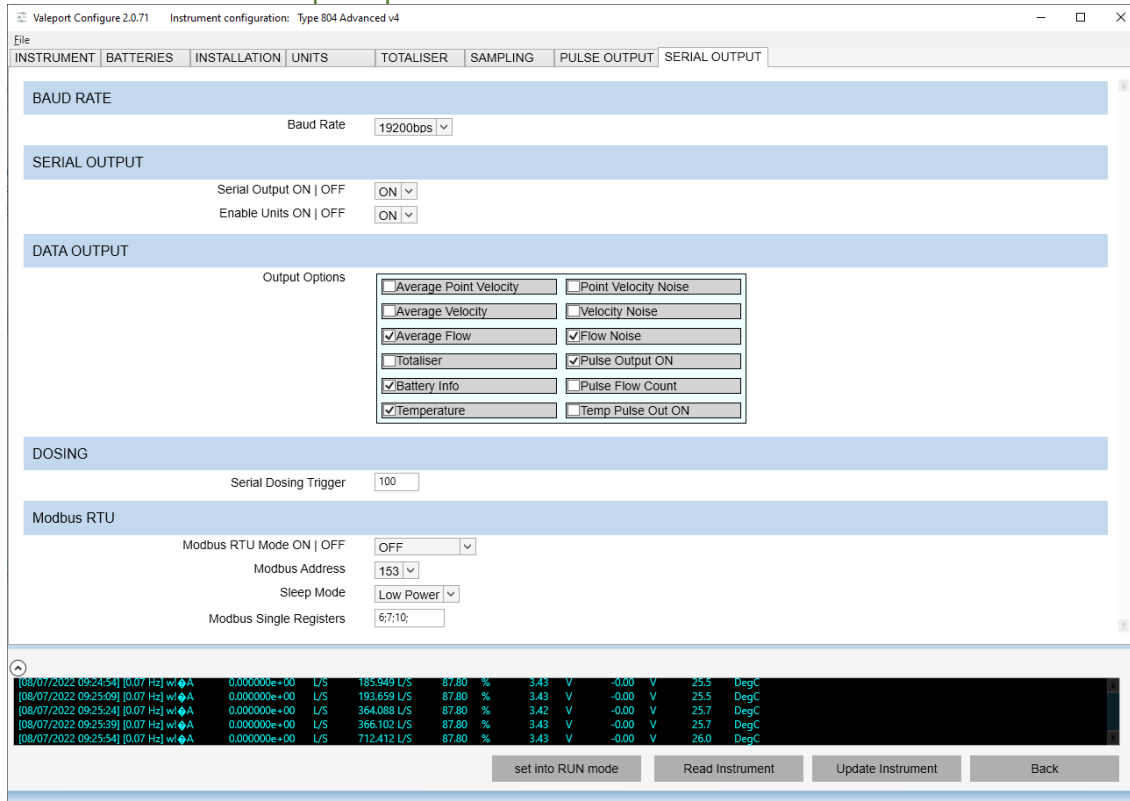 Valeport Configure 2.0.71 Instrument configuration: Type 804 Advanced v4
File
INSTRUMENT BATTERIES INSTALLATION UNITS TOTALISER SAMPLING PULSE OUTPUT SERIAL OUTPUT
BAUD RATE
Baud Rate 19200bps
SERIAL OUTPUT
Serial Output ON | OFF ON
Enable Units ON | OFF ON
DATA OUTPUT
Output Options
Average Point Velocity Point Velocity Noise
Average Velocity Velocity Noise
Average Flow Flow Noise
Totaliser Pulse Output ON
Battery Info Pulse Flow Count
Temperature Temp Pulse Out ON
DOSING
Serial Dosing Trigger 100
Modbus RTU
Modbus RTU Mode ON | OFF OFF
Modbus Address 153
Sleep Mode Low Power
Modbus Single Registers 6;7;10;
[08/07/2022 09:24:54] [0.07 Hz] w!�A 0.000000e+00 L/S 185.949 L/S 87.80 % 3.43 V -0.00 V 25.5 DegC
[08/07/2022 09:25:09] [0.07 Hz] w!�A 0.000000e+00 L/S 193.659 L/S 87.80 % 3.43 V -0.00 V 25.5 DegC
[08/07/2022 09:25:24] [0.07 Hz] w!�A 0.000000e+00 L/S 364.088 L/S 87.80 % 3.42 V -0.00 V 25.7 DegC
[08/07/2022 09:25:39] [0.07 Hz] w!�A 0.000000e+00 L/S 366.102 L/S 87.80 % 3.43 V -0.00 V 25.7 DegC
[08/07/2022 09:25:54] [0.07 Hz] w!�A 0.000000e+00 L/S 712.412 L/S 87.80 % 3.43 V -0.00 V 26.0 DegC
set into RUN mode Read Instrument Update Instrument Back